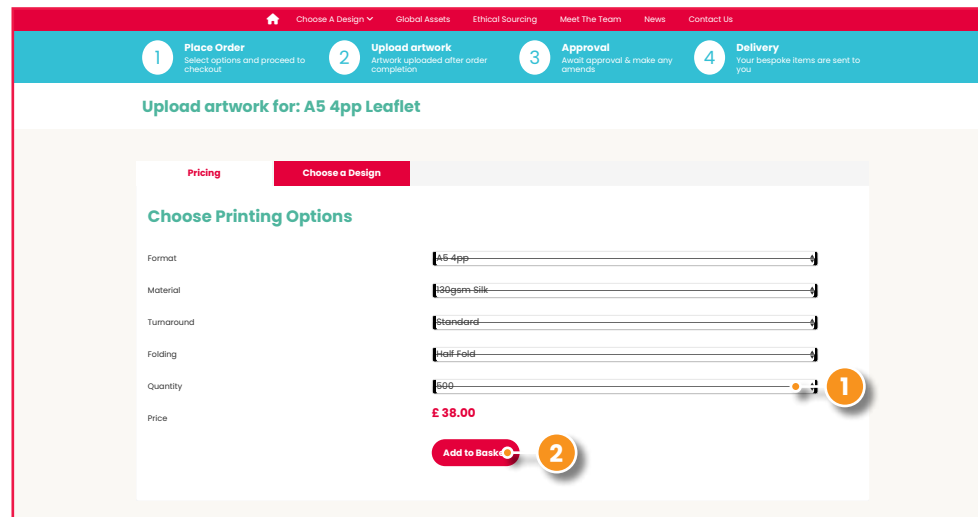 Choose A Design Global Assets Ethical Sourcing Meet The Team News Contact Us
1 Place Order
Select options and proceed to
checkout
2 Upload artwork
Artwork uploaded after order
completion
3 Approval
Await approval & make any
amends
4 Delivery
Your bespoke items are sent to
you
Upload artwork for: A5 4pp Leaflet
Pricing Choose a Design
Choose Printing Options
Format A5 4pp
Material 130gsm Silk
Turnaround Standard
Folding Half Fold
Quantity 500 1
Price £ 38.00
Add to Baske 2